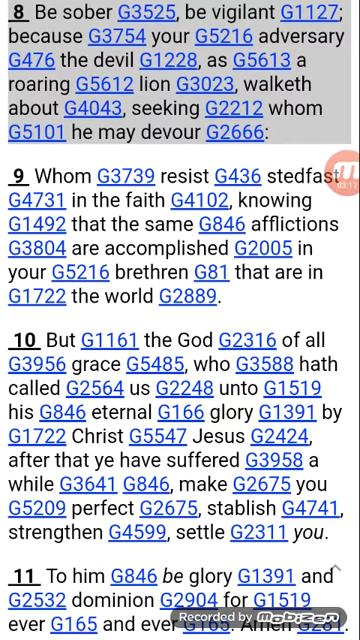 8 Be sober G3525, be vigilant G1127;
because G3754 your G5216 adversary
G476 the devil G1228, as G5613 a
roaring G5612 lion G3023, walketh
about G4043, seeking G2212 whom
G5101 he may devour G2666:
9 Whom G3739 resist G436 stedfast
G4731 in the faith G4102, knowing
G1492 that the same G846 afflictions
G3804 are accomplished G2005 in
your G5216 brethren G81 that are in
G1722 the world G2889.
10 But G1161 the God G2316 of all
G3956 grace G5485, who G3588 hath
called G2564 us G2248 unto G1519
his G846 eternal G166 glory G1391 by
G1722 Christ G5547 Jesus G2424,
after that ye have suffered G3958 a
while G3641 G846, make G2675 you
G5209 perfect G2675, stablish G4741,
strengthen G4599, settle G2311 you.
11 To him G846 be glory G1391 and
G2532 dominion G2904 for G1519
ever G165 and ever G165. Amen G281.
03:17
Recorded by MOBIZEN